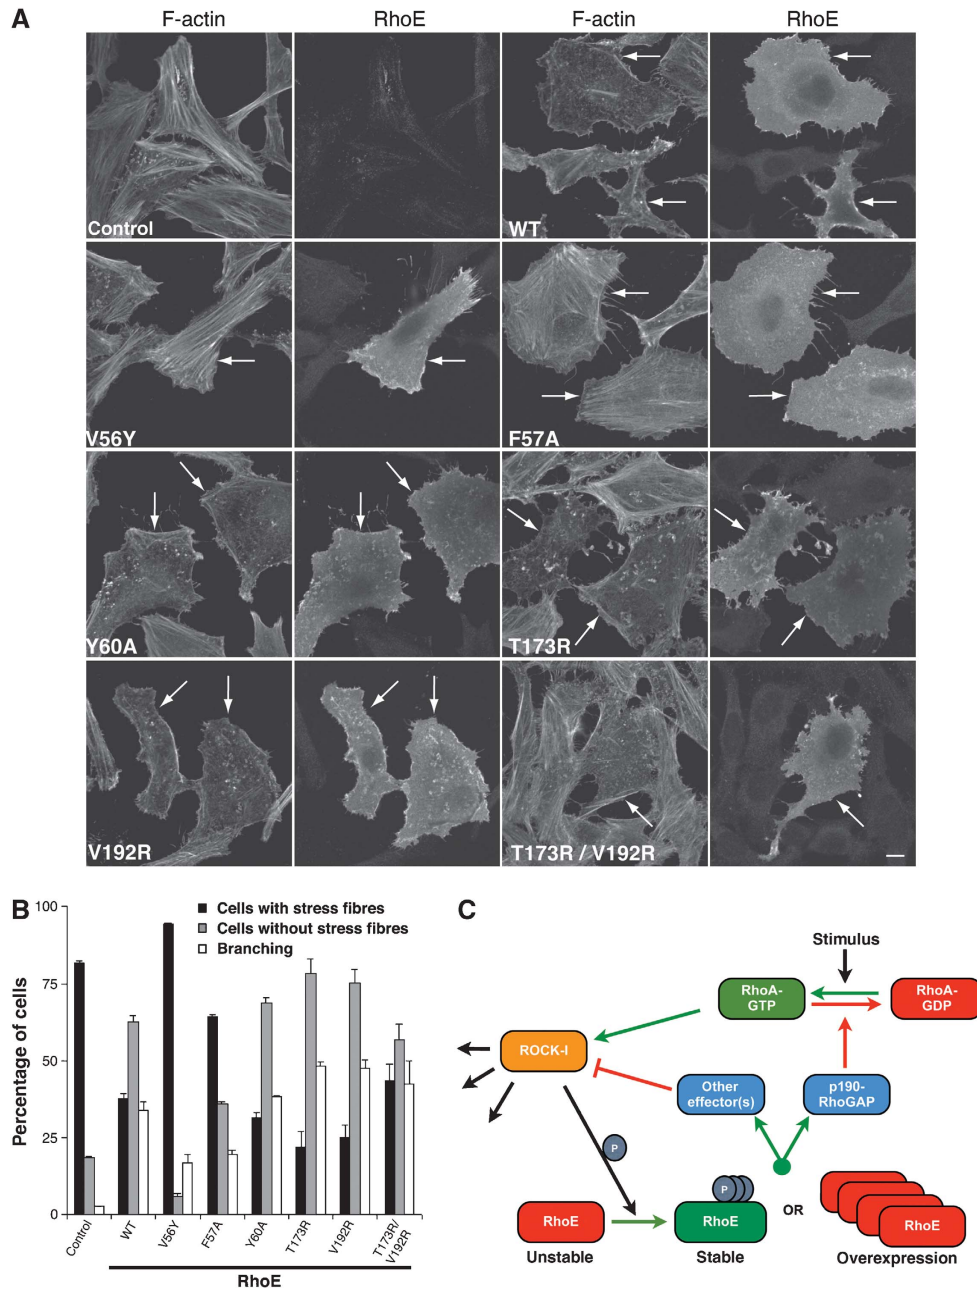 A
F-actin RhoE F-actin RhoE
Control
WT
V56Y
F57A
Y60A
T173R
V192R
T173R / V192R
B
Cells with stress fibres
Cells without stress fibres
Branching
Percentage of cells
100
75
50
25
0
Control
WT
V56Y
F57A
Y60A
T173R
V192R
T173R/
V192R
RhoE
C
Stimulus
RhoA-
GTP
RhoA-
GDP
ROCK-I
Other
effector(s)
p190-
RhoGAP
P
P
RhoE
RhoE
OR
RhoE
Unstable
Stable
Overexpression